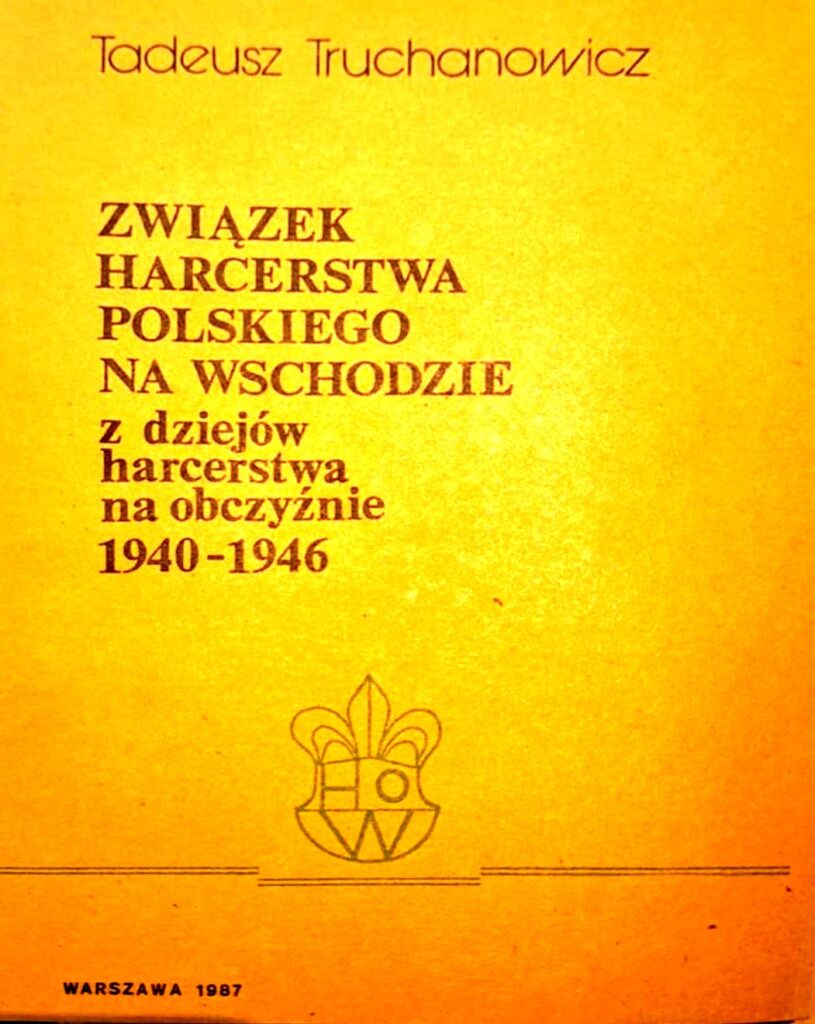 Tadeusz Truchanowicz
ZWIĄZEK
HARCERSTWA
POLSKIEGO
NA WSCHODZIE
z dziejów
harcerstwa
na obczyźnie
1940-1946
H O
W
WARSZAWA 1987